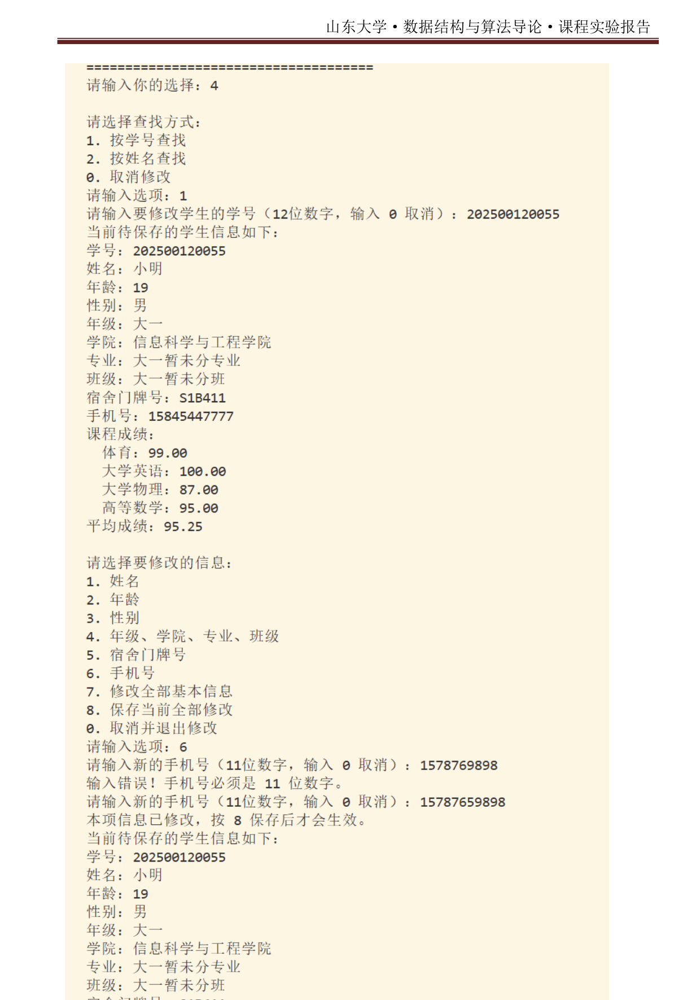 山东大学·数据结构与算法导论·课程实验报告
=====================================
请输入你的选择：4
请选择查找方式：
1. 按学号查找
2. 按姓名查找
0. 取消修改
请输入选项：1
请输入要修改学生的学号（12位数字，输入 0 取消）：202500120055
当前待保存的学生信息如下：
学号：202500120055
姓名：小明
年龄：19
性别：男
年级：大一
学院：信息科学与工程学院
专业：大一暂未分专业
班级：大一暂未分班
宿舍门牌号：S1B411
手机号：15845447777
课程成绩：
体育：99.00
大学英语：100.00
大学物理：87.00
高等数学：95.00
平均成绩：95.25
请选择要修改的信息：
1. 姓名
2. 年龄
3. 性别
4. 年级、学院、专业、班级
5. 宿舍门牌号
6. 手机号
7. 修改全部基本信息
8. 保存当前全部修改
0. 取消并退出修改
请输入选项：6
请输入新的手机号（11位数字，输入 0 取消）：1578769898
输入错误！手机号必须是 11 位数字。
请输入新的手机号（11位数字，输入 0 取消）：15787659898
本项信息已修改，按 8 保存后才会生效。
当前待保存的学生信息如下：
学号：202500120055
姓名：小明
年龄：19
性别：男
年级：大一
学院：信息科学与工程学院
专业：大一暂未分专业
班级：大一暂未分班